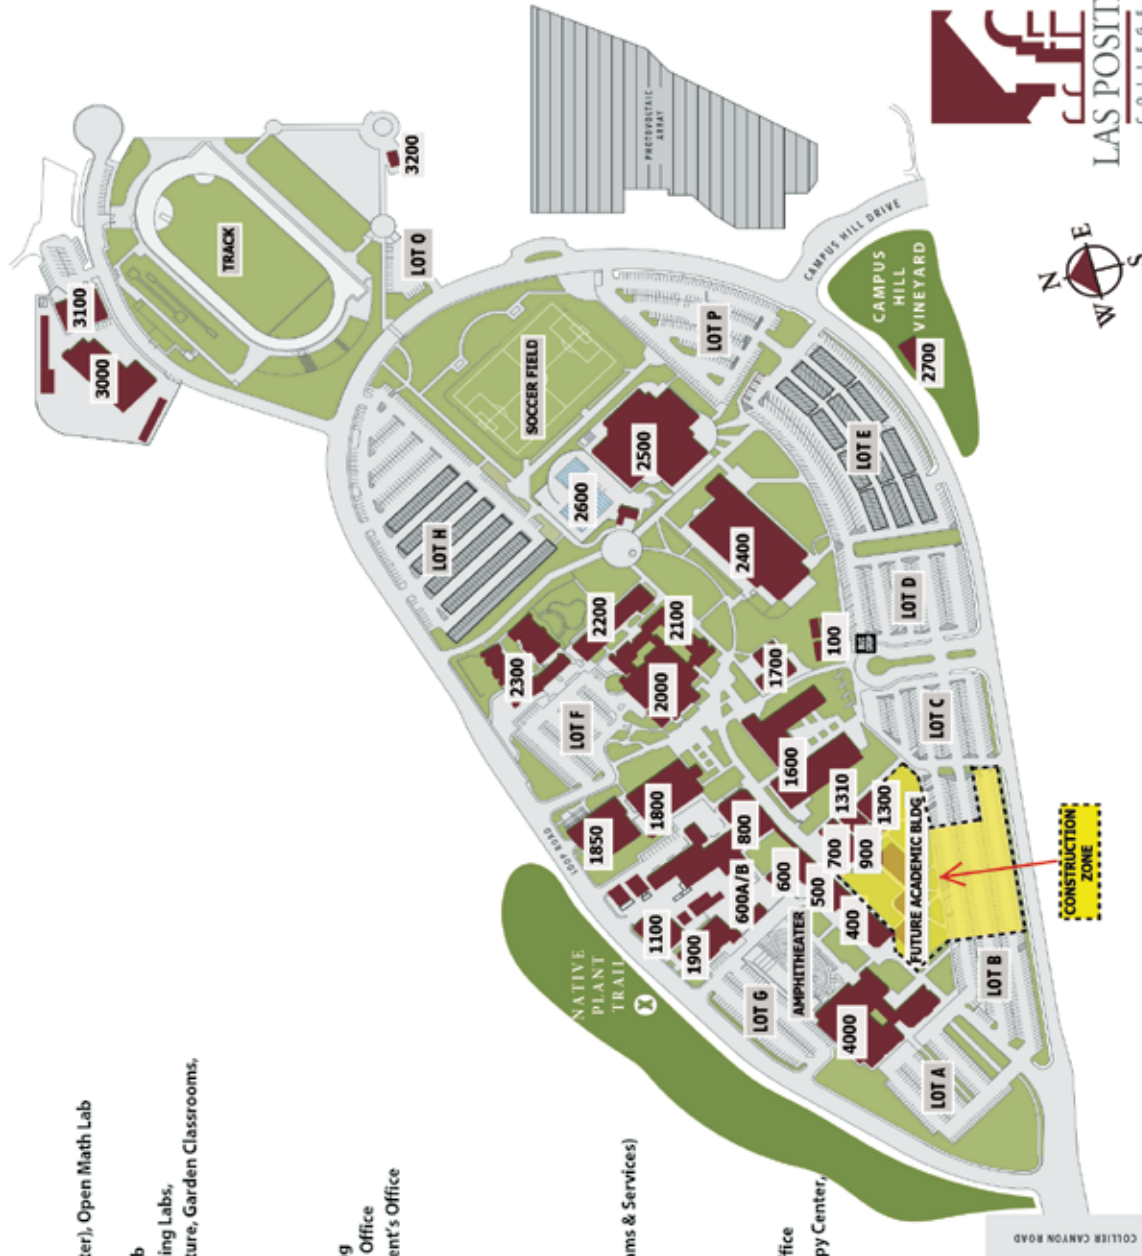 ter), Open Math Lab
b
ing Labs,
ture, Garden Classrooms,
g
Office
ent's Office
ms & Services)
ffice
py Center,
3100
3000
TRACK
3200
LOT O
PHOTOVOLTAIC
ARRAY
LAS POSIT
COLLEGE
CAMPUS HILL DRIVE
CAMPUS
HILL
VINEYARD
2700
N
E
W
S
LOT P
SOCCER FIELD
2500
2600
LOT E
LOT H
2400
LOT D
2200
2100
2300
2000
1700
100
LOT F
LOT C
1600
1310
1300
LOOP ROAD
1850
1800
800
700
900
600
500
600A/B
400
FUTURE ACADEMIC BLDG
CONSTRUCTION
ZONE
1100
1900
AMPHITHEATER
NATIVE
PLANT
TRAIL
X
LOT G
4000
LOT B
LOT A
COLLIER CANYON ROAD